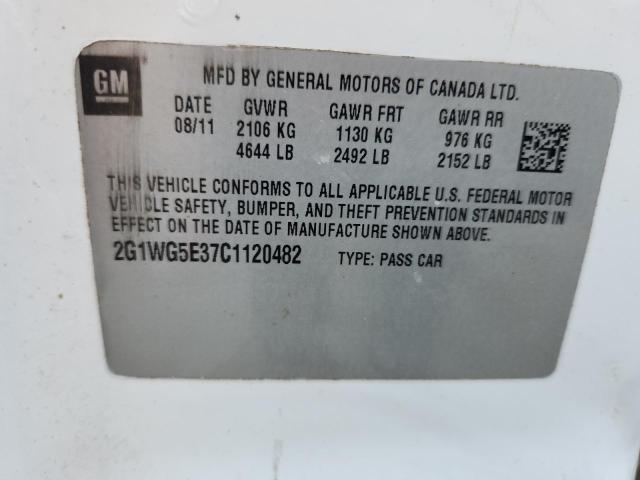 GM
MFD BY GENERAL MOTORS OF CANADA LTD.
DATE GVWR GAWR FRT GAWR RR
08/11 2106 KG 1130 KG 976 KG
4644 LB 2492 LB 2152 LB
THIS VEHICLE CONFORMS TO ALL APPLICABLE U.S. FEDERAL MOTOR
VEHICLE SAFETY, BUMPER, AND THEFT PREVENTION STANDARDS IN
EFFECT ON THE DATE OF MANUFACTURE SHOWN ABOVE.
2G1WG5E37C1120482 TYPE: PASS CAR